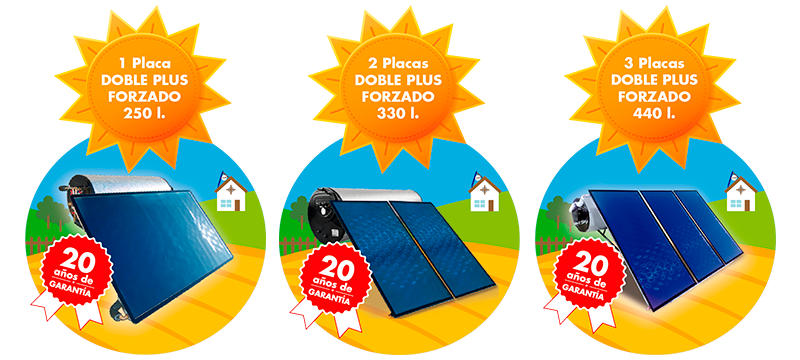 1 Placa
DOBLE PLUS
FORZADO
250 l.
20
años de
GARANTÍA
2 Placas
DOBLE PLUS
FORZADO
330 l.
20
años de
GARANTÍA
3 Placas
DOBLE PLUS
FORZADO
440 l.
20
años de
GARANTÍA